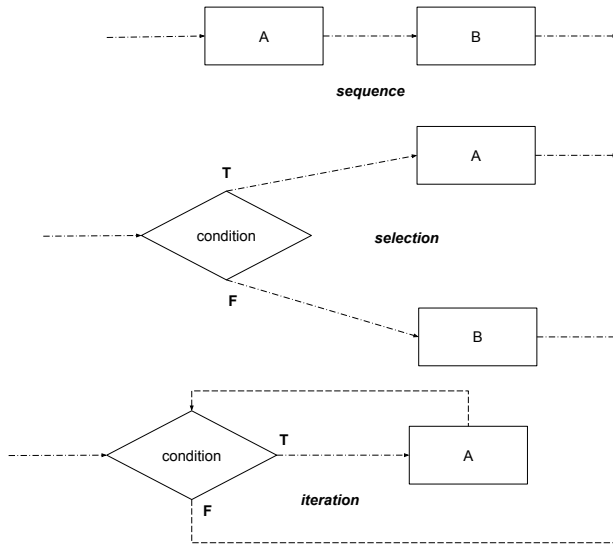 A
B
sequence
T
A
condition
selection
F
B
condition
T
A
iteration
F